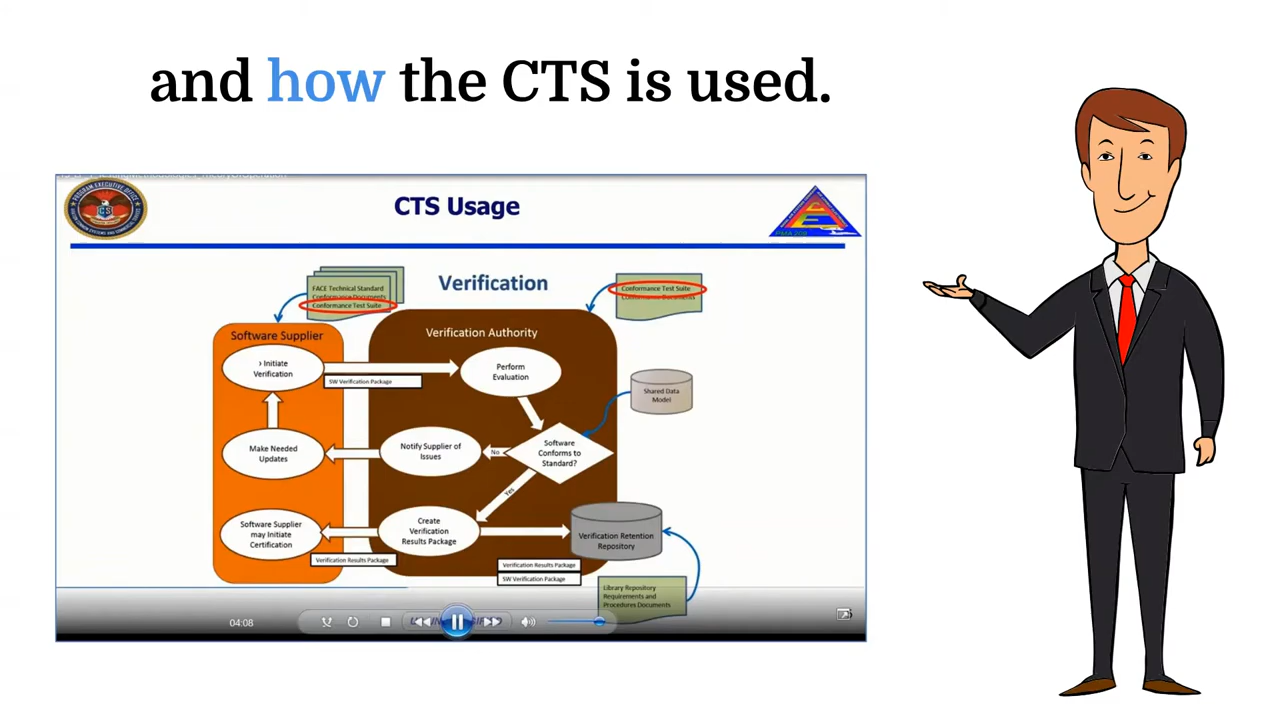 and how the CTS is used.
CTS Usage
Verification
FACE Technical Standard
Conformance Documents
Conformance Test Suite
Conformance Test Suite
Conformance Documents
Software Supplier
Verification Authority
› Initiate
Verification
SW Verification Package
Perform
Evaluation
Shared Data
Model
Make Needed
Updates
Notify Supplier of
Issues
No
Software
Conforms to
Standard?
Yes
Software Supplier
may Initiate
Certification
Create
Verification
Results Package
Verification Retention
Repository
Verification Results Package
Verification Results Package
SW Verification Package
Library Repository
Requirements and
Procedures Documents
04:08